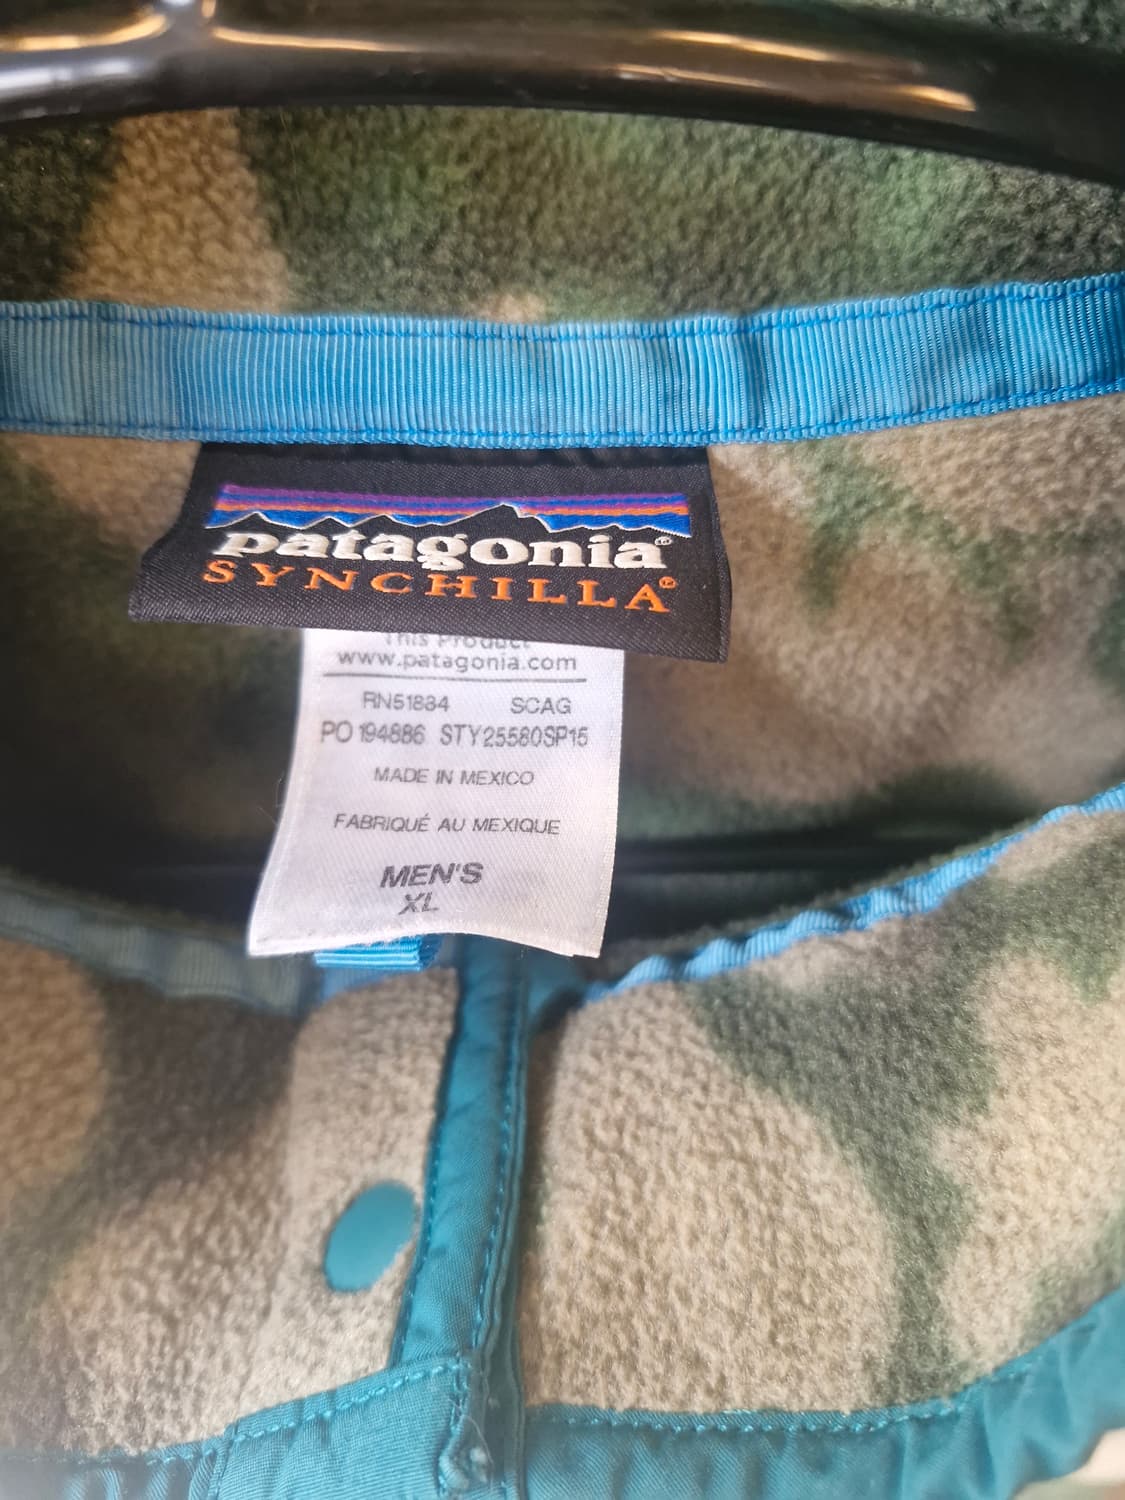 patagonia®
SYNCHILLA®
This Product
www.patagonia.com
RN51884 SCAG
PO 194886 STY25580SP15
MADE IN MEXICO
FABRIQUÉ AU MEXIQUE
MEN'S
XL